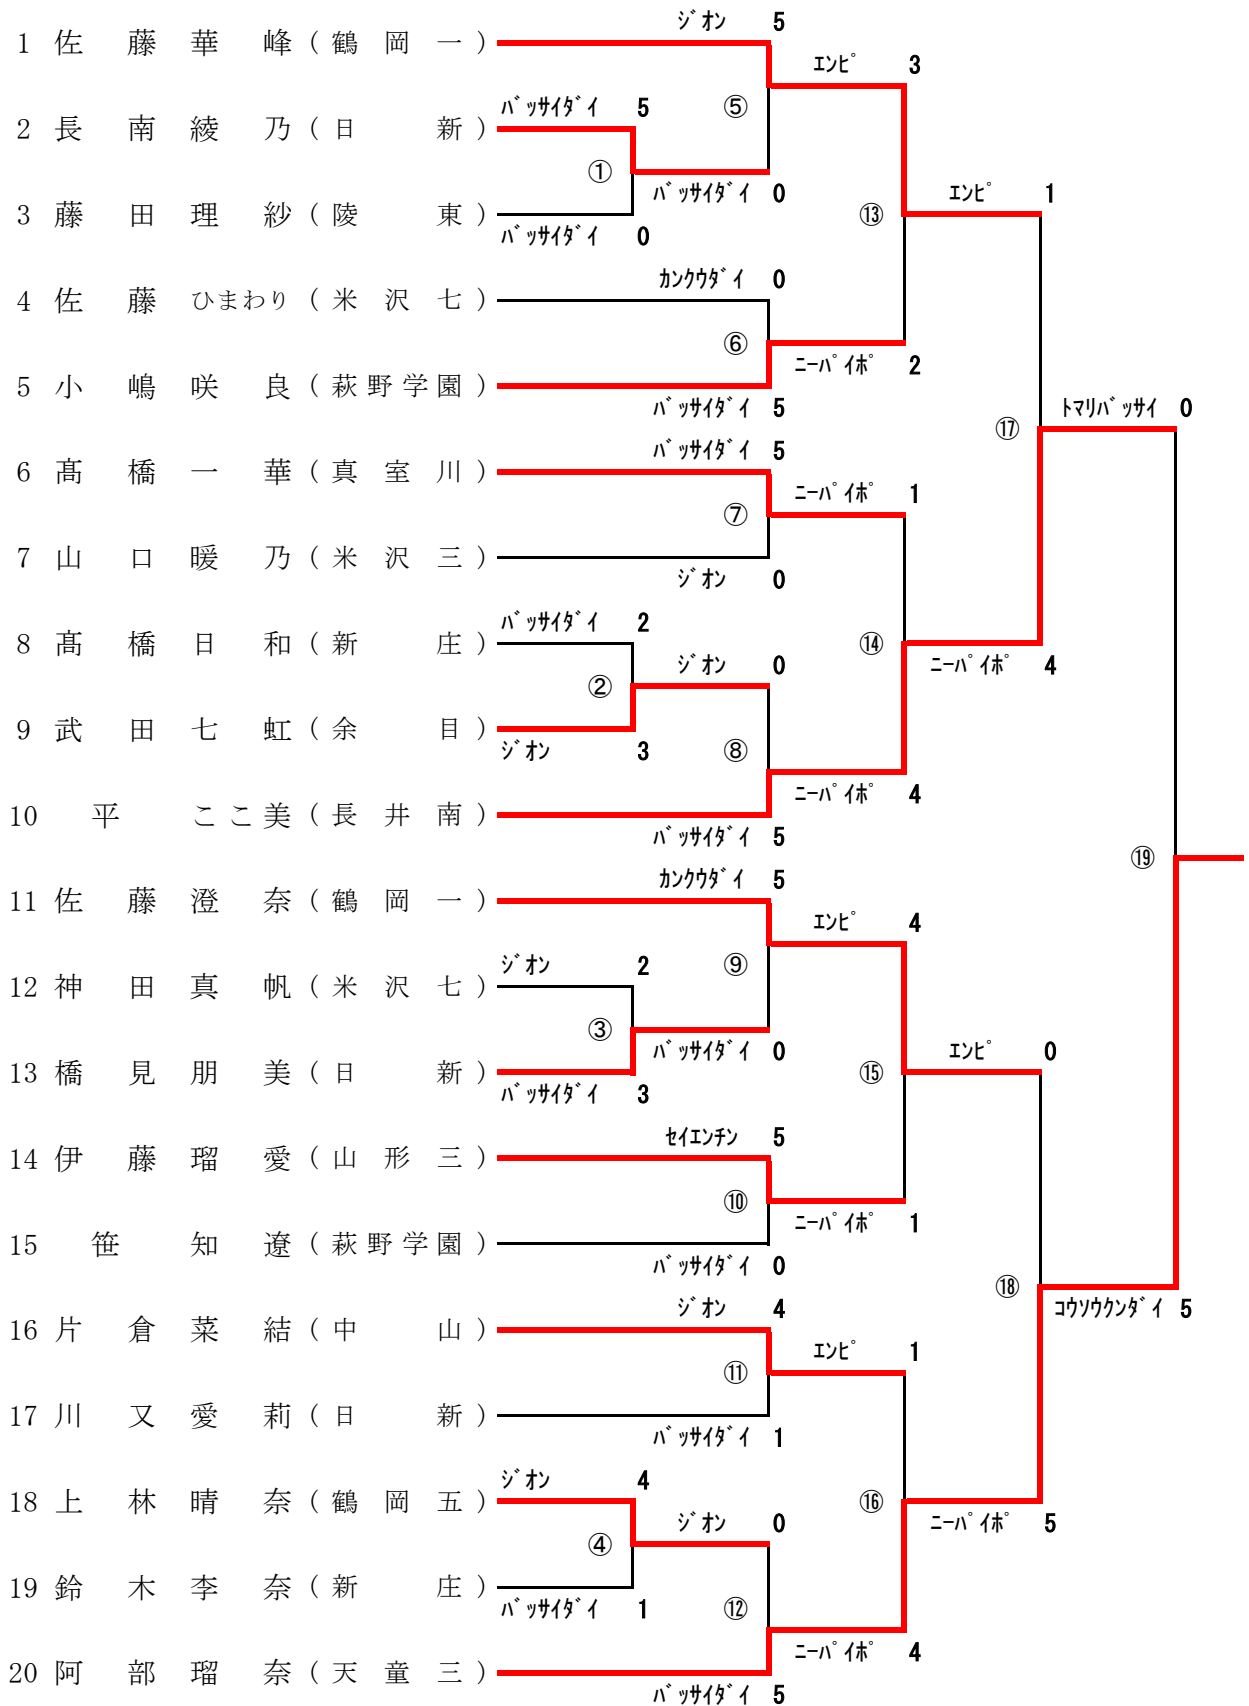 ジオン 5
1 佐藤華峰(鶴岡一)
エンピ 3
バッサイダイ 5
⑤
2 長南綾乃(日新)
①
バッサイダイ 0
3 藤田理紗(陵東)
エンピ 1
⑬
バッサイダイ 0
カンクウダイ 0
4 佐藤ひまわり(米沢七)
⑥
ニーパイポ 2
5 小嶋咲良(萩野学園)
バッサイダイ 5
トマリバッサイ 0
⑰
バッサイダイ 5
6 髙橋一華(真室川)
ニーパイポ 1
⑦
7 山口暖乃(米沢三)
ジオン 0
バッサイダイ 2
8 髙橋日和(新庄)
⑭
ジオン 0
ニーパイポ 4
②
9 武田七虹(余目)
ジオン 3
⑧
ニーパイポ 4
10 平ここ美(長井南)
バッサイダイ 5
⑲
カンクウダイ 5
11 佐藤澄奈(鶴岡一)
エンピ 4
ジオン 2
⑨
12 神田真帆(米沢七)
③
バッサイダイ 0
エンピ 0
13 橋見朋美(日新)
⑮
バッサイダイ 3
セイエンチン 5
14 伊藤瑠愛(山形三)
⑩
ニーパイポ 1
15 笹知遼(萩野学園)
バッサイダイ 0
⑱
ジオン 4
コウソウクンダイ 5
16 片倉菜結(中山)
エンピ 1
⑪
17 川又愛莉(日新)
バッサイダイ 1
ジオン 4
18 上林晴奈(鶴岡五)
⑯
ジオン 0
ニーパイポ 5
④
19 鈴木李奈(新庄)
バッサイダイ 1
⑫
ニーパイポ 4
20 阿部瑠奈(天童三)
バッサイダイ 5